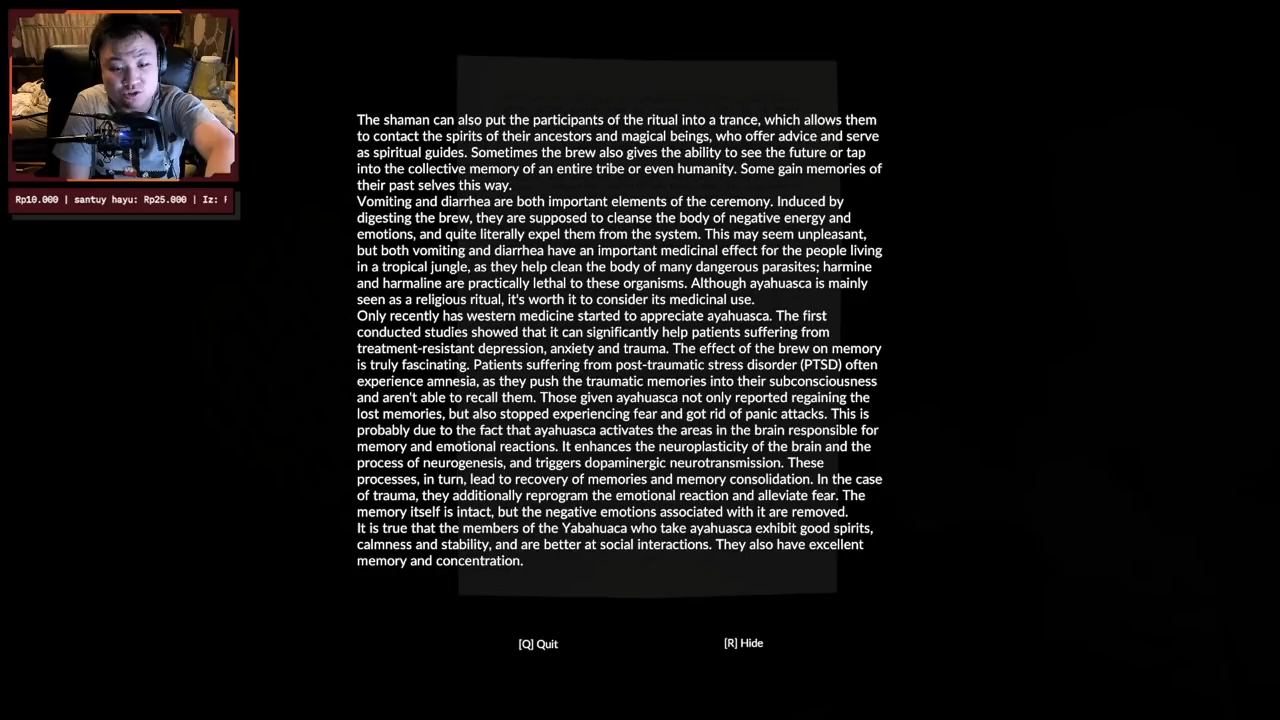 Rp10.000 | santuy hayu: Rp25.000 | Iz:
The shaman can also put the participants of the ritual into a trance, which allows them
to contact the spirits of their ancestors and magical beings, who offer advice and serve
as spiritual guides. Sometimes the brew also gives the ability to see the future or tap
into the collective memory of an entire tribe or even humanity. Some gain memories of
their past selves this way.
Vomiting and diarrhea are both important elements of the ceremony. Induced by
digesting the brew, they are supposed to cleanse the body of negative energy and
emotions, and quite literally expel them from the system. This may seem unpleasant,
but both vomiting and diarrhea have an important medicinal effect for the people living
in a tropical jungle, as they help clean the body of many dangerous parasites; harmine
and harmaline are practically lethal to these organisms. Although ayahuasca is mainly
seen as a religious ritual, it's worth it to consider its medicinal use.
Only recently has western medicine started to appreciate ayahuasca. The first
conducted studies showed that it can significantly help patients suffering from
treatment-resistant depression, anxiety and trauma. The effect of the brew on memory
is truly fascinating. Patients suffering from post-traumatic stress disorder (PTSD) often
experience amnesia, as they push the traumatic memories into their subconsciousness
and aren't able to recall them. Those given ayahuasca not only reported regaining the
lost memories, but also stopped experiencing fear and got rid of panic attacks. This is
probably due to the fact that ayahuasca activates the areas in the brain responsible for
memory and emotional reactions. It enhances the neuroplasticity of the brain and the
process of neurogenesis, and triggers dopaminergic neurotransmission. These
processes, in turn, lead to recovery of memories and memory consolidation. In the case
of trauma, they additionally reprogram the emotional reaction and alleviate fear. The
memory itself is intact, but the negative emotions associated with it are removed.
It is true that the members of the Yabahuaca who take ayahuasca exhibit good spirits,
calmness and stability, and are better at social interactions. They also have excellent
memory and concentration.
[Q] Quit
[R] Hide